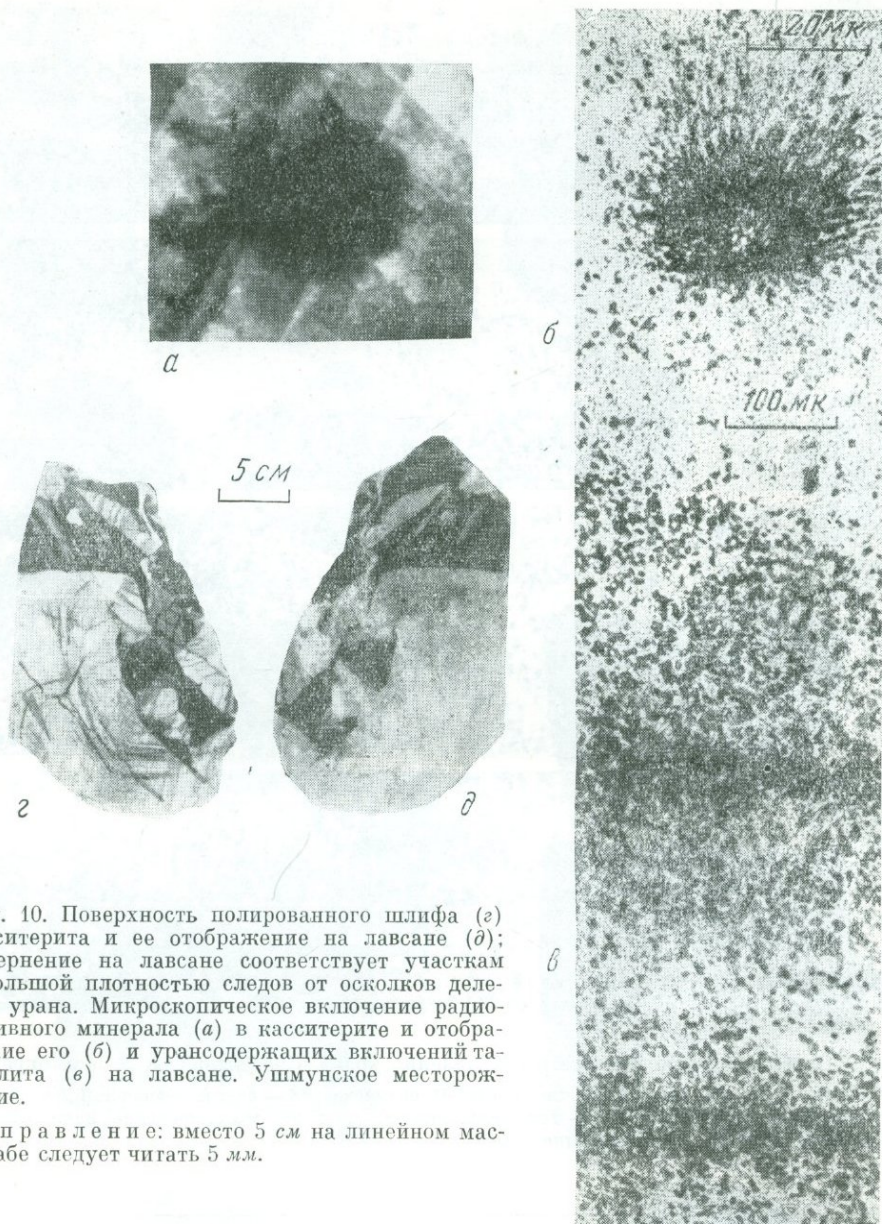 20 мк
а
б
100 мк
5 см
г
д
в
. 10. Поверхность полированного шлифа (г)
ситерита и ее отображение на лавсане (д);
ернение на лавсане соответствует участкам
ольшой плотностью следов от осколков деле-
урана. Микроскопическое включение радио-
ивного минерала (а) в касситерите и отобра-
ие его (б) и урансодержащих включений та-
лита (в) на лавсане. Ушмунское месторож-
ие.
правление: вместо 5 см на линейном мас-
абе следует читать 5 мм.